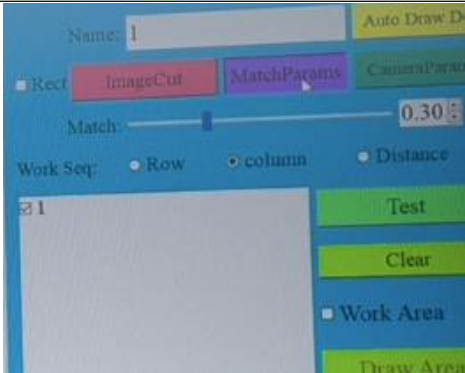 Name: 1 Auto Draw
Rect ImageCut MatchParams
Match: 0.30
Work Seq: Row column Distance
1 Test
Clear
Work Area
Draw Area